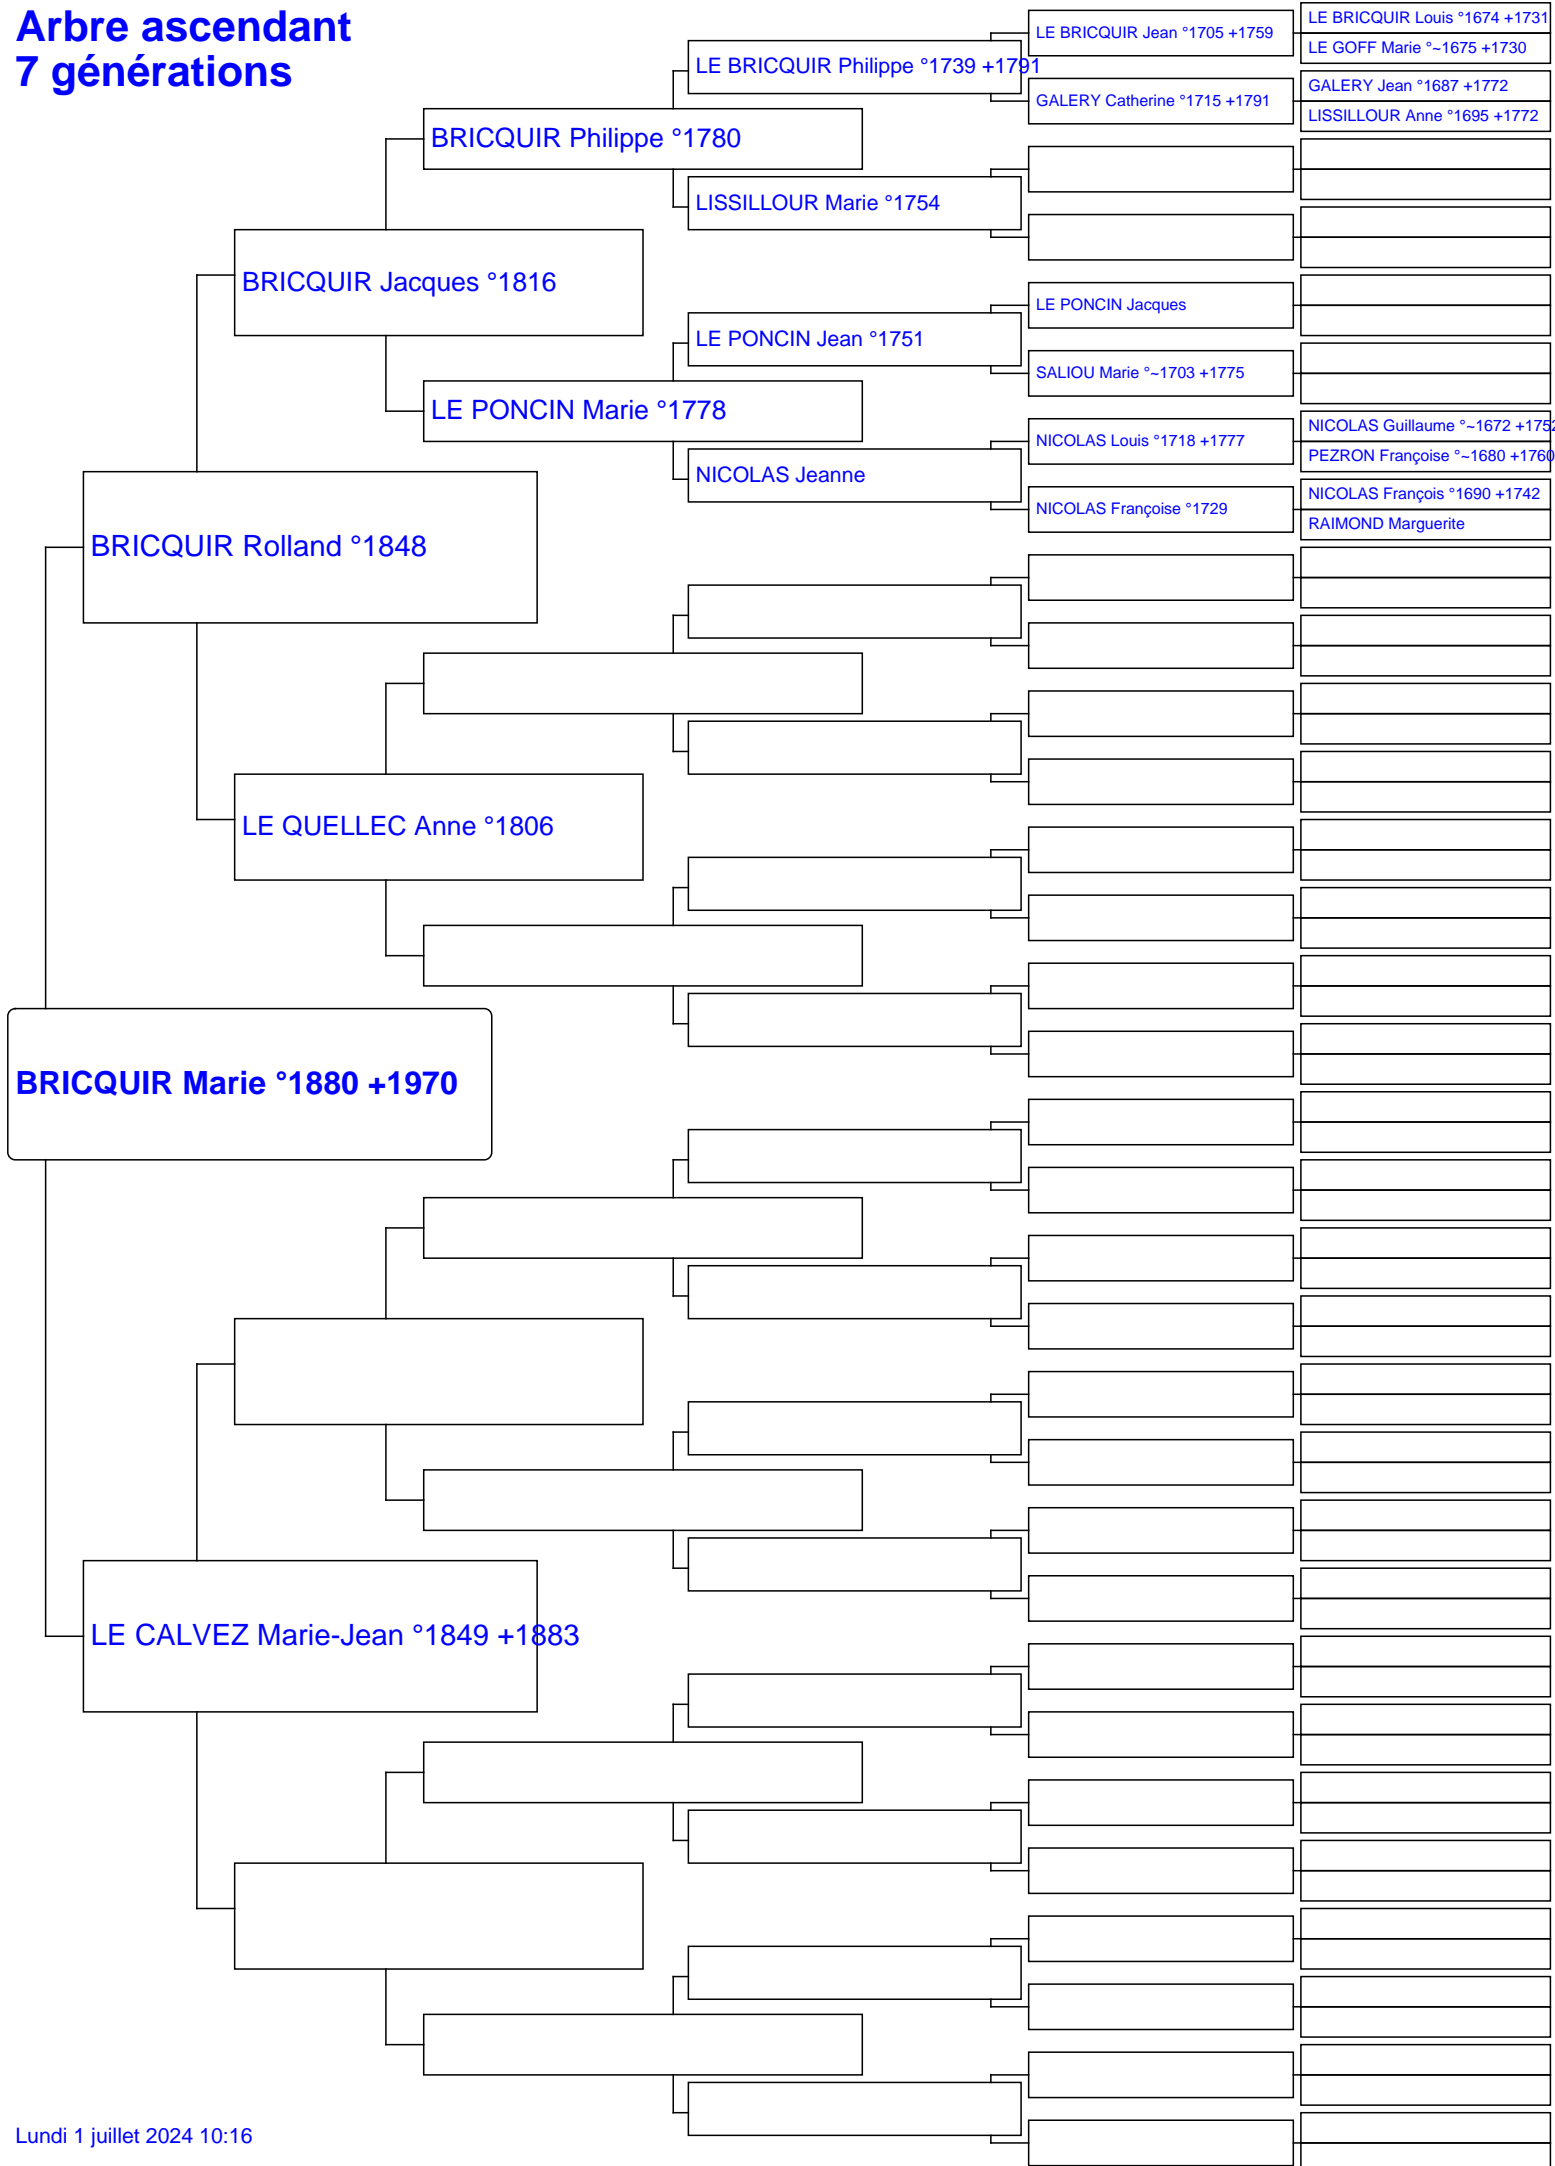 Arbre ascendant
7 générations
LE BRICQUIR Louis °1674 +1731
LE BRICQUIR Jean °1705 +1759
LE GOFF Marie °~1675 +1730
LE BRICQUIR Philippe °1739 +1791
GALERY Jean °1687 +1772
GALERY Catherine °1715 +1791
LISSILLOUR Anne °1695 +1772
BRICQUIR Philippe °1780
LISSILLOUR Marie °1754
BRICQUIR Jacques °1816
LE PONCIN Jacques
LE PONCIN Jean °1751
SALIOU Marie °~1703 +1775
LE PONCIN Marie °1778
NICOLAS Guillaume °~1672 +1752
NICOLAS Louis °1718 +1777
PEZRON Françoise °~1680 +1760
NICOLAS Jeanne
NICOLAS François °1690 +1742
NICOLAS Françoise °1729
RAIMOND Marguerite
BRICQUIR Rolland °1848
LE QUELLEC Anne °1806
BRICQUIR Marie °1880 +1970
LE CALVEZ Marie-Jean °1849 +1883
Lundi 1 juillet 2024 10:16